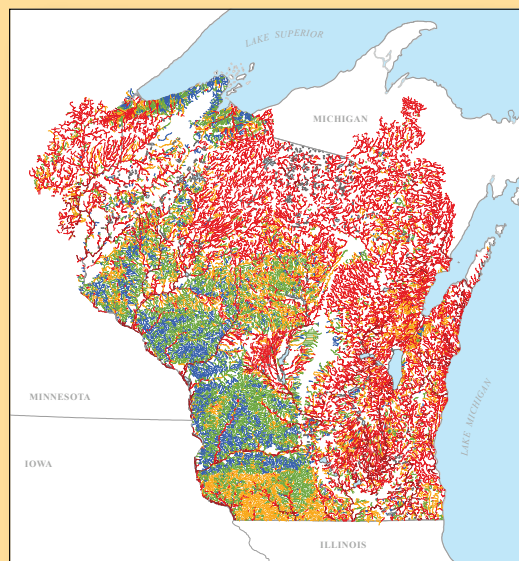 LAKE SUPERIOR
MICHIGAN
MINNESOTA
LAKE MICHIGAN
IOWA
ILLINOIS